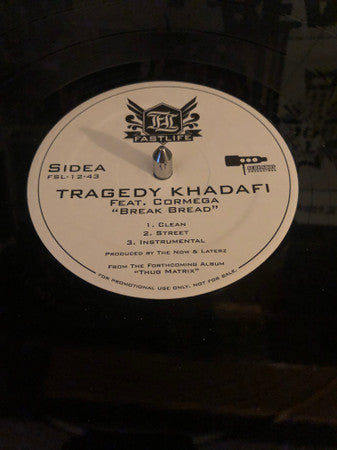 FL
FASTLIFE
SIDEA
FSL-12-43
TRAGEDY KHADAFI
FEAT. CORMEGA
"BREAK BREAD"
1. CLEAN
2. STREET
3. INSTRUMENTAL
PRODUCED BY THE NOW & LATERZ
FROM THE FORTHCOMING ALBUM
"THUG MATRIX"
FOR PROMOTIONAL USE ONLY, NOT FOR SALE.